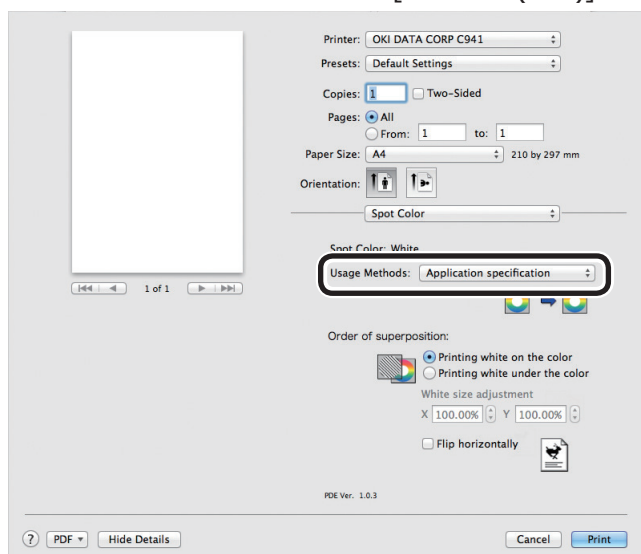 Printer: OKI DATA CORP C941
Presets: Default Settings
Copies: 1 Two-Sided
Pages: All
From: 1 to: 1
Paper Size: A4 210 by 297 mm
Orientation:
Spot Color
Spot Color: White
Usage Methods: Application specification
1 of 1
Order of superposition:
Printing white on the color
Printing white under the color
White size adjustment
X 100.00% Y 100.00%
Flip horizontally
PDE Ver. 1.0.3
? PDF Hide Details Cancel Print